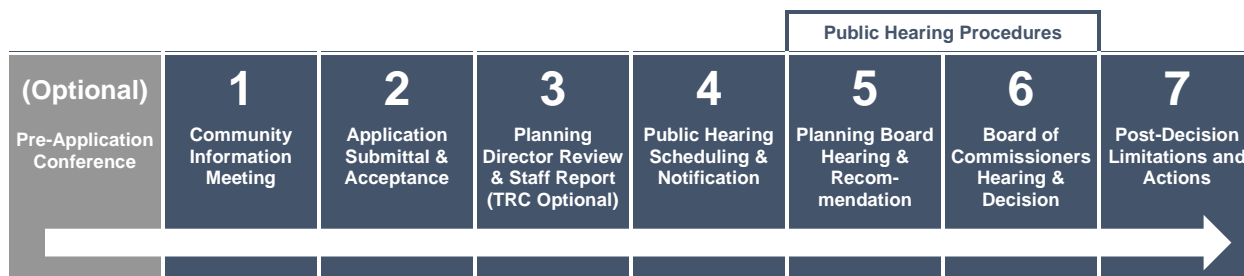 Public Hearing Procedures
(Optional)
Pre-Application
Conference
1
Community
Information
Meeting
2
Application
Submittal &
Acceptance
3
Planning
Director Review
& Staff Report
(TRC Optional)
4
Public Hearing
Scheduling &
Notification
5
Planning Board
Hearing &
Recom-
mendation
6
Board of
Commissioners
Hearing &
Decision
7
Post-Decision
Limitations and
Actions